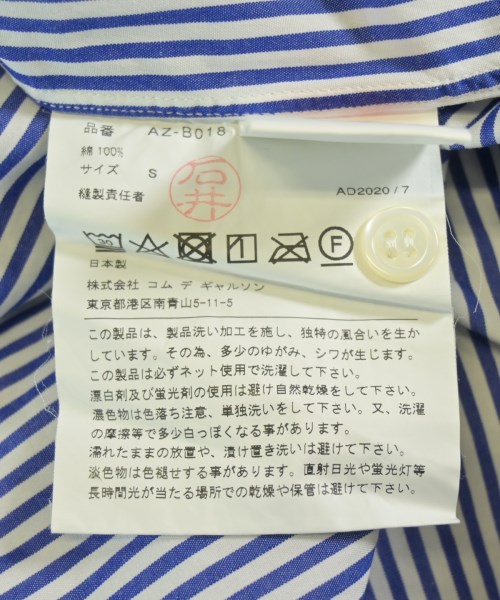 品番 AZ-B018
綿 100%
サイズ S
石井
縫製責任者 AD2020 / 7
F
日本製
株式会社 コム デ ギャルソン
東京都港区南青山5-11-5
この製品は、製品洗い加工を施し、独特の風合いを生か
しています。その為、多少のゆがみ、シワが生じます。
この製品は必ずネット使用で洗濯して下さい。
漂白剤及び蛍光剤の使用は避け自然乾燥をして下さい。
濃色物は色落ち注意、単独洗いをして下さい。又、洗濯
の摩擦等で多少白っぽくなる事が有ります。
濡れたままの放置や、漬け置き洗いは避けて下さい。
淡色物は色褪せする事が有ります。直射日光や蛍光灯等
長時間光が当たる場所での乾燥や保管は避けて下さい。